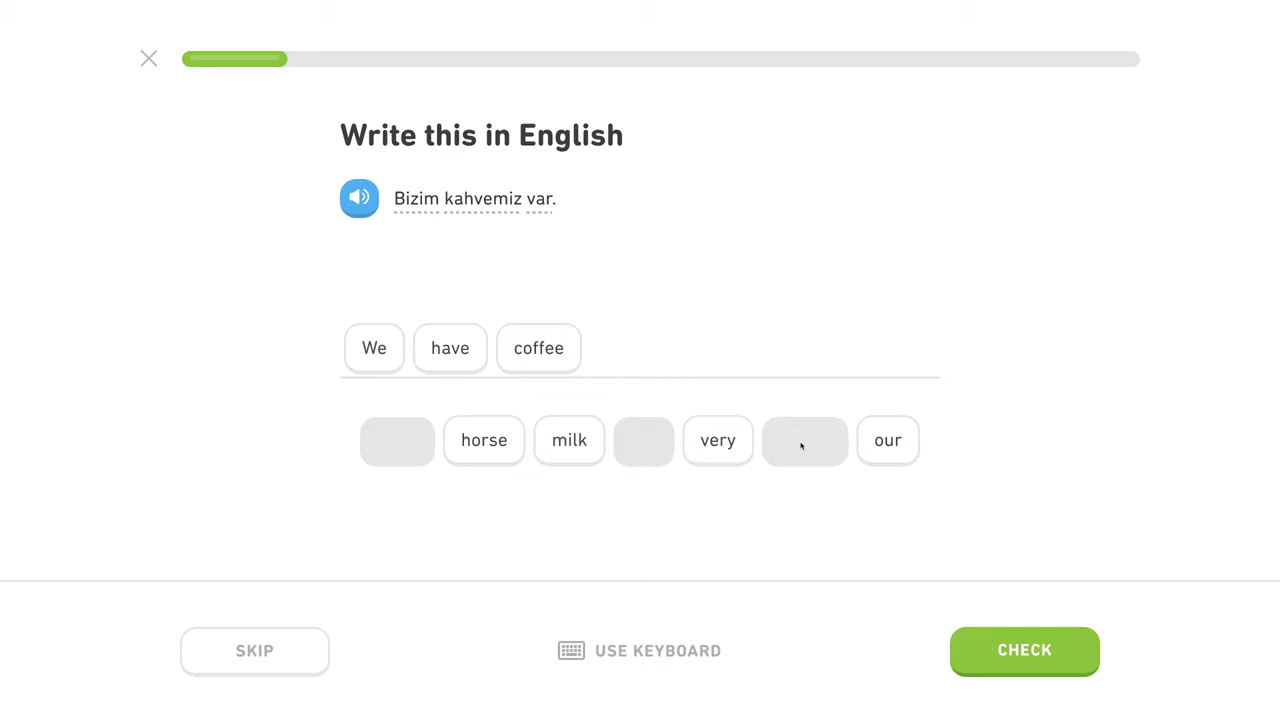 Write this in English
Bizim kahvemiz var.
We have coffee
horse milk very our
SKIP USE KEYBOARD CHECK